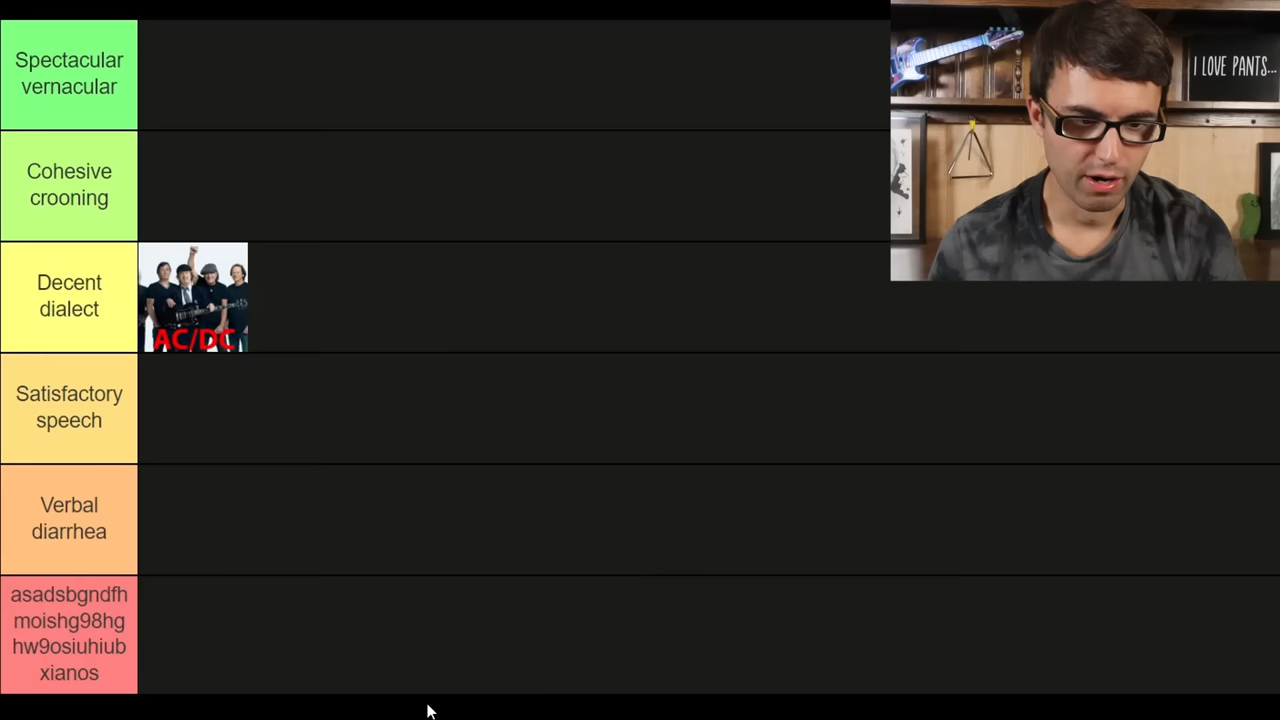 Spectacular
vernacular
I LOVE PANTS...
Cohesive
crooning
Decent
dialect
AC/DC
Satisfactory
speech
Verbal
diarrhea
asadsbgndfh
moishg98hg
hw9osiuhiub
xianos